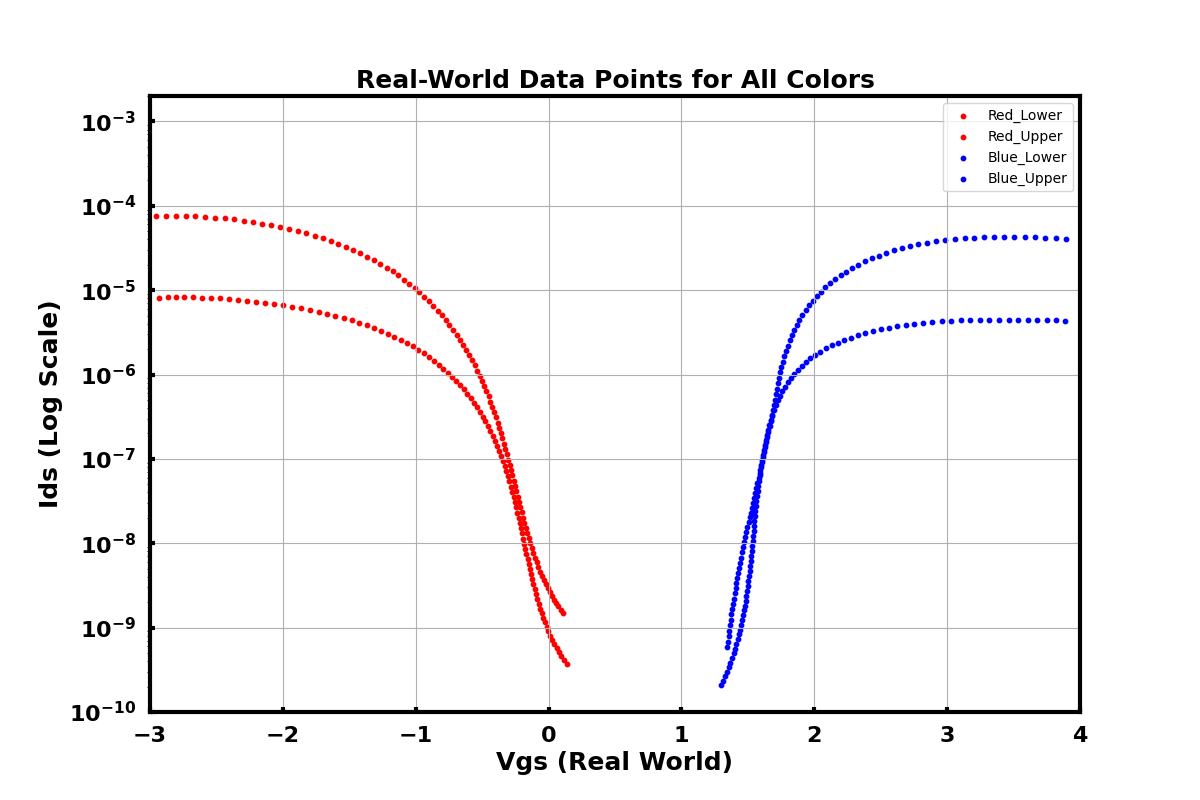 Real-World Data Points for All Colors
Red_Lower
Red_Upper
Blue_Lower
Blue_Upper
10⁻³
10⁻⁴
10⁻⁵
10⁻⁶
10⁻⁷
10⁻⁸
10⁻⁹
10⁻¹⁰
Ids (Log Scale)
−3 −2 −1 0 1 2 3 4
Vgs (Real World)